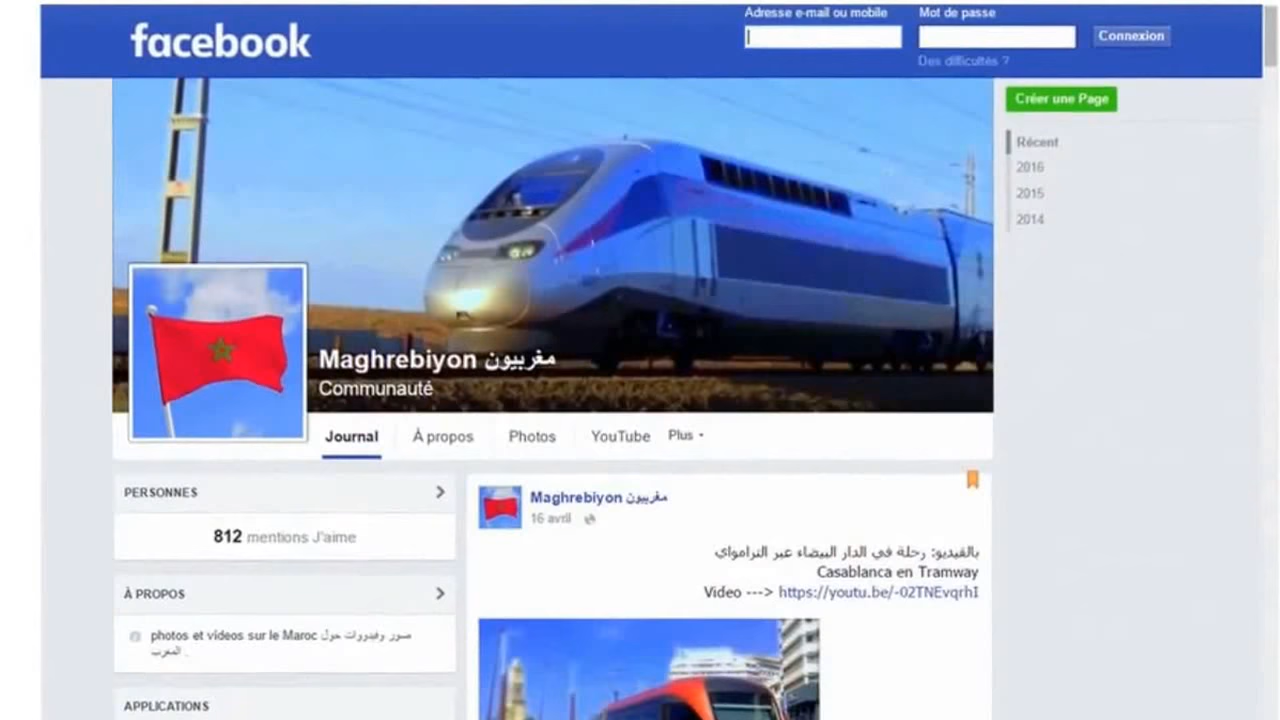 facebook
Adresse e-mail ou mobile
Mot de passe
Connexion
Des difficultés ?
Créer une Page
Récent
2016
2015
2014
Maghrebiyon مغربيون
Communauté
Journal
À propos
Photos
YouTube
Plus
PERSONNES
812 mentions J'aime
À PROPOS
photos et vidéos sur le Maroc صور وفيديوات حول
المغرب .
APPLICATIONS
Maghrebiyon مغربيون
16 avril
بالفيديو: رحلة في الدار البيضاء عبر الترامواي
Casablanca en Tramway
Video ---> https://youtu.be/-02TNEvqrhI